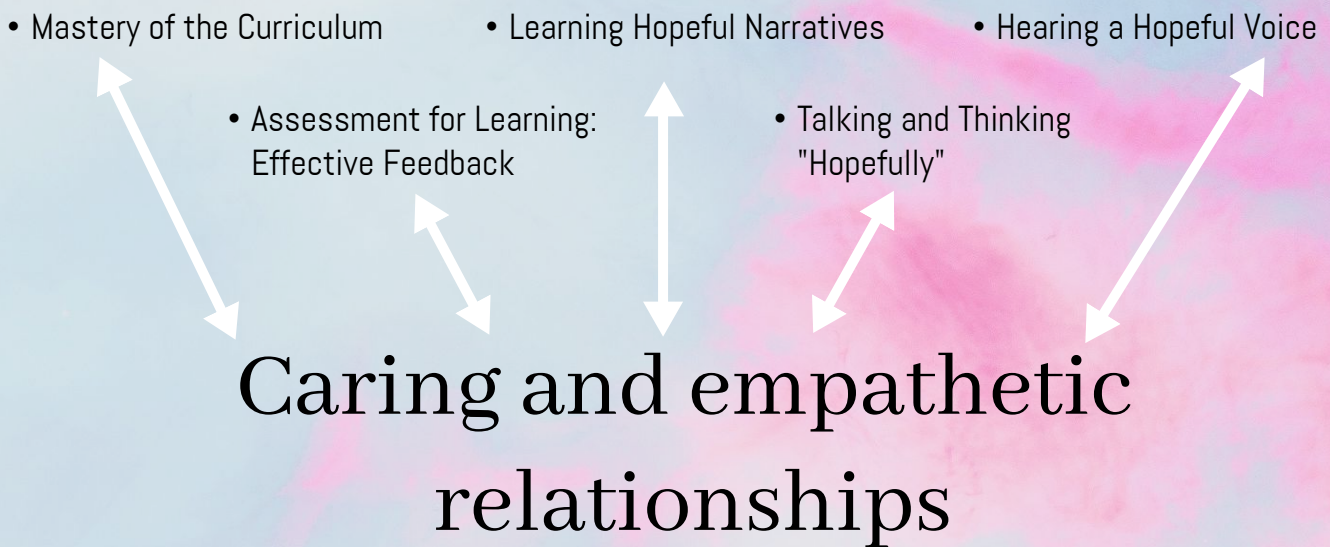 • Mastery of the Curriculum
• Learning Hopeful Narratives
• Hearing a Hopeful Voice
• Assessment for Learning:
Effective Feedback
• Talking and Thinking
"Hopefully"
Caring and empathetic
relationships